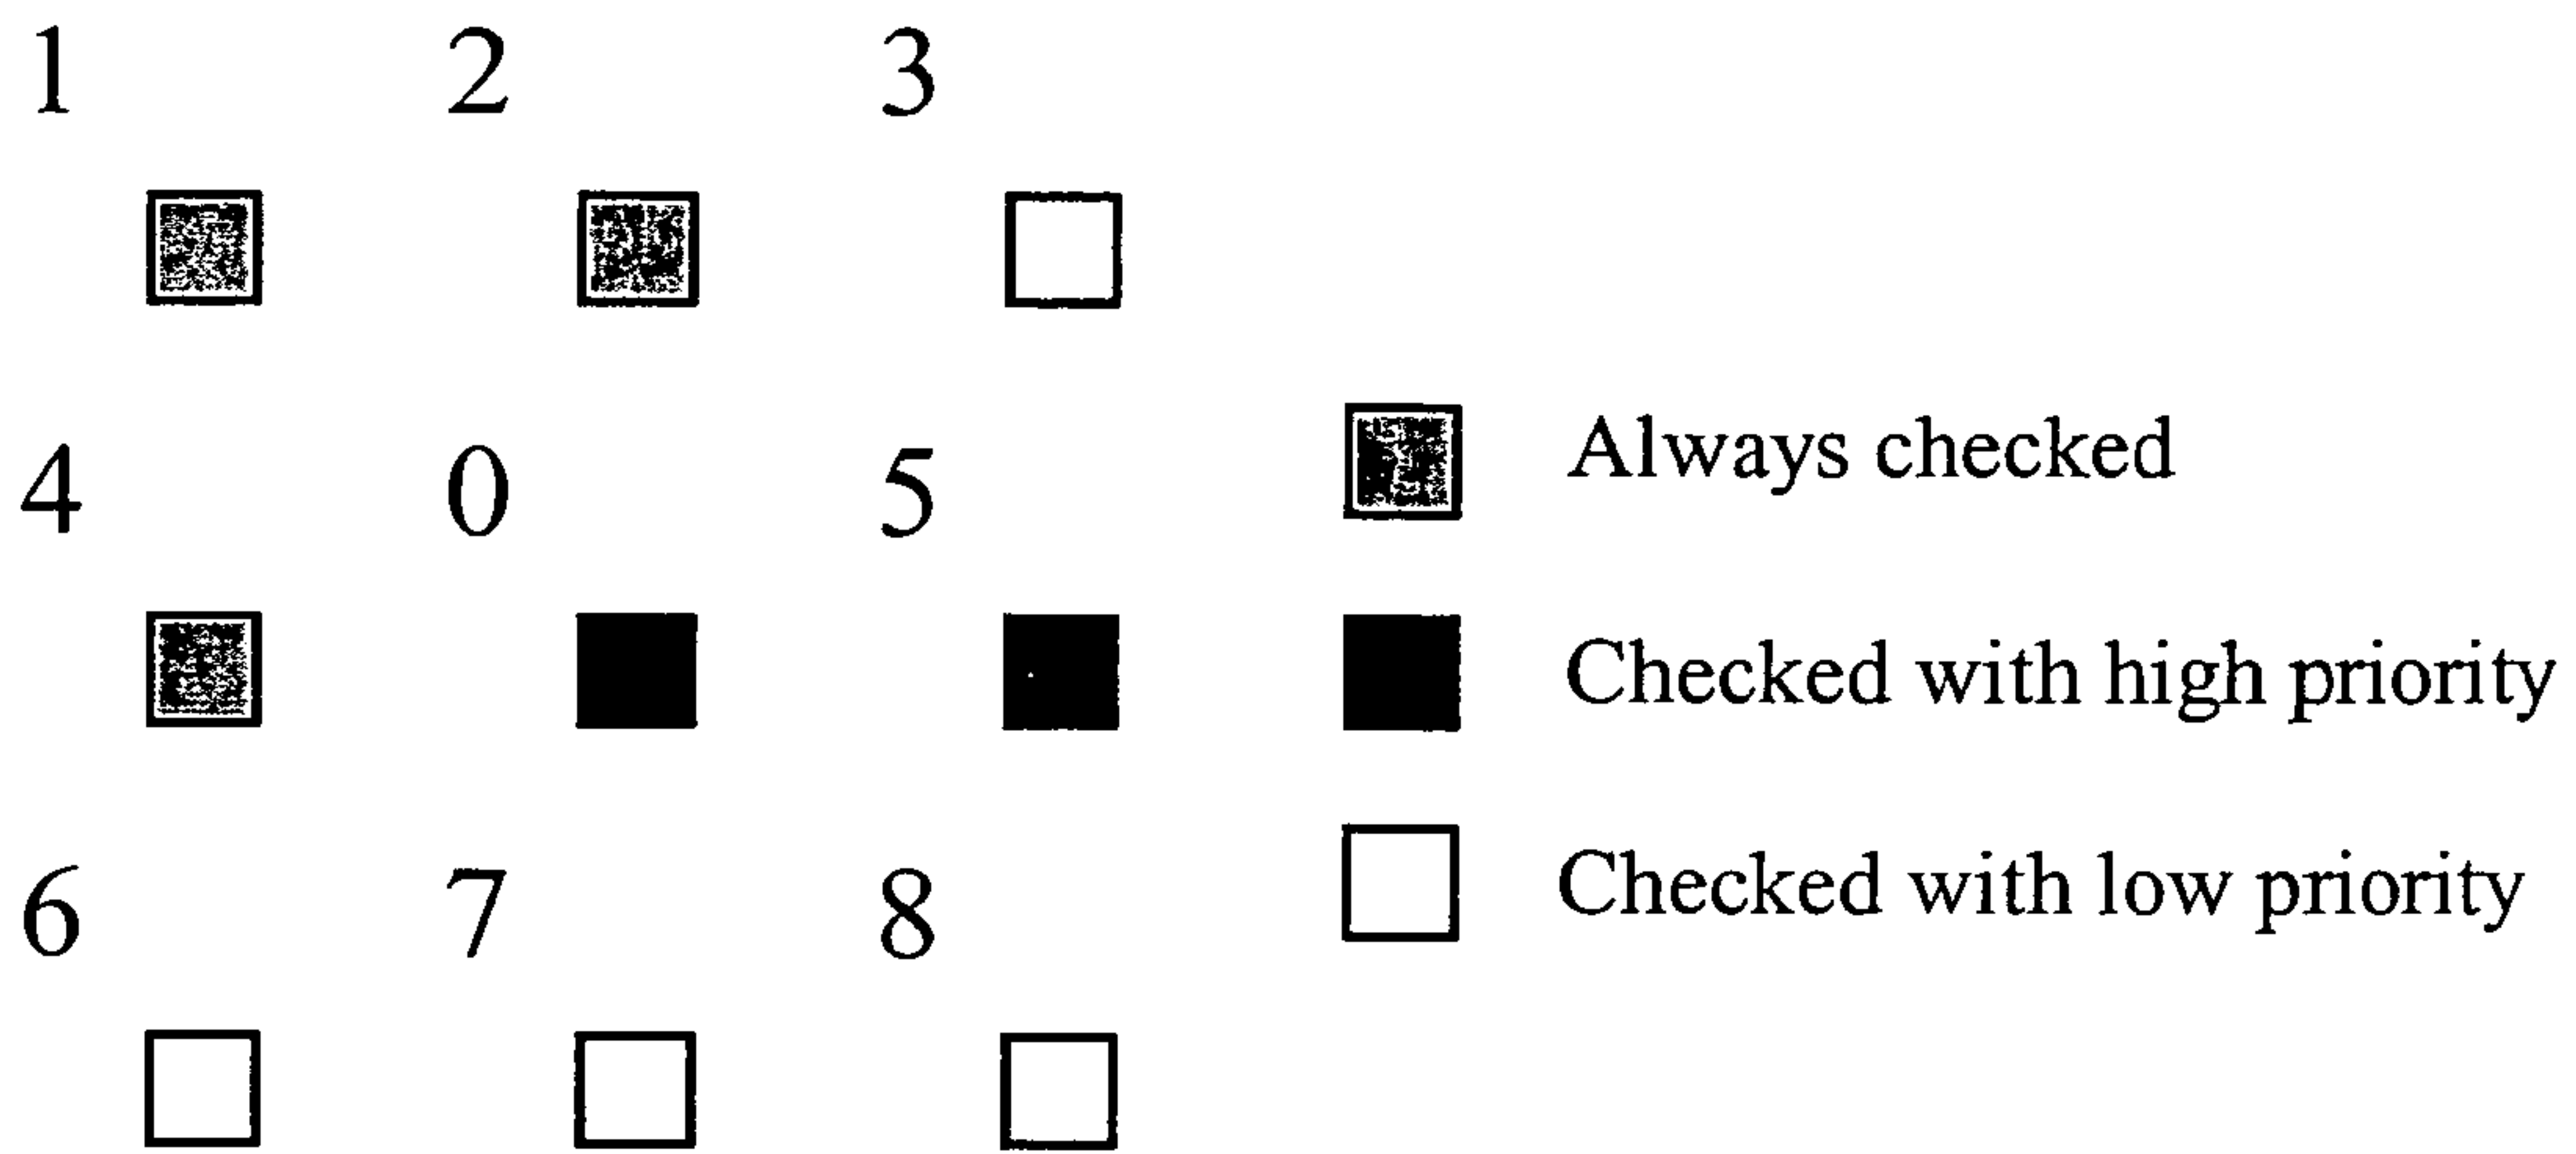 1 2 3
4 0 5
Always checked
Checked with high priority
6 7 8
Checked with low priority